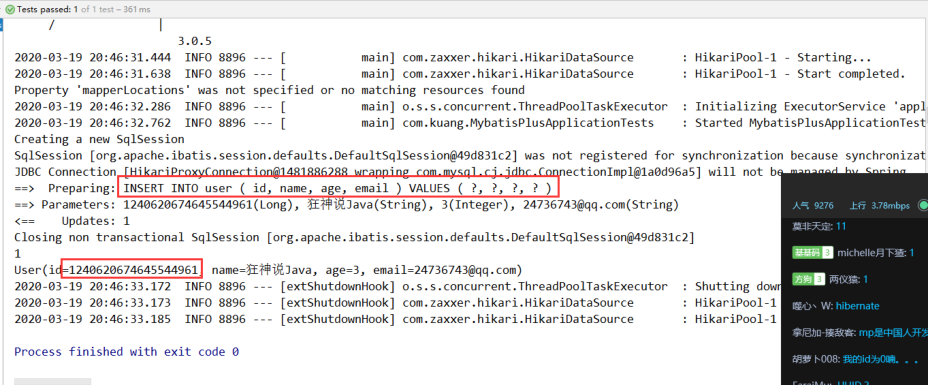 Tests passed: 1 of 1 test – 361 ms
3.0.5
2020-03-19 20:46:31.444 INFO 8896 --- [ main] com.zaxxer.hikari.HikariDataSource : HikariPool-1 - Starting...
2020-03-19 20:46:31.638 INFO 8896 --- [ main] com.zaxxer.hikari.HikariDataSource : HikariPool-1 - Start completed.
Property 'mapperLocations' was not specified or no matching resources found
2020-03-19 20:46:32.286 INFO 8896 --- [ main] o.s.s.concurrent.ThreadPoolTaskExecutor : Initializing ExecutorService 'appl
2020-03-19 20:46:32.762 INFO 8896 --- [ main] com.kuang.MybatisPlusApplicationTests : Started MybatisPlusApplicationTest
Creating a new SqlSession
SqlSession [org.apache.ibatis.session.defaults.DefaultSqlSession@49d831c2] was not registered for synchronization because synchronizat
JDBC Connection [HikariProxyConnection@1481886288 wrapping com.mysql.cj.jdbc.ConnectionImpl@1a0d96a5] will not be managed by Spring
==> Preparing: INSERT INTO user ( id, name, age, email ) VALUES ( ?, ?, ?, ? )
==> Parameters: 1240620674645544961(Long), 狂神说Java(String), 3(Integer), 24736743@qq.com(String)
<== Updates: 1
Closing non transactional SqlSession [org.apache.ibatis.session.defaults.DefaultSqlSession@49d831c2]
1
User(id=1240620674645544961, name=狂神说Java, age=3, email=24736743@qq.com)
2020-03-19 20:46:33.172 INFO 8896 --- [extShutdownHook] o.s.s.concurrent.ThreadPoolTaskExecutor : Shutting down
2020-03-19 20:46:33.173 INFO 8896 --- [extShutdownHook] com.zaxxer.hikari.HikariDataSource : HikariPool-1
2020-03-19 20:46:33.185 INFO 8896 --- [extShutdownHook] com.zaxxer.hikari.HikariDataSource : HikariPool-1
Process finished with exit code 0
人气 9276 上行 3.78mbps
莫非天定: 11
基基码 3 michelle月下猹: 1
方狗 3 两仪猿: 1
噬心丶W: hibernate
拿尼加-揍敌客: mp是中国人开发
胡萝卜008: 我的id为0嘀。。。